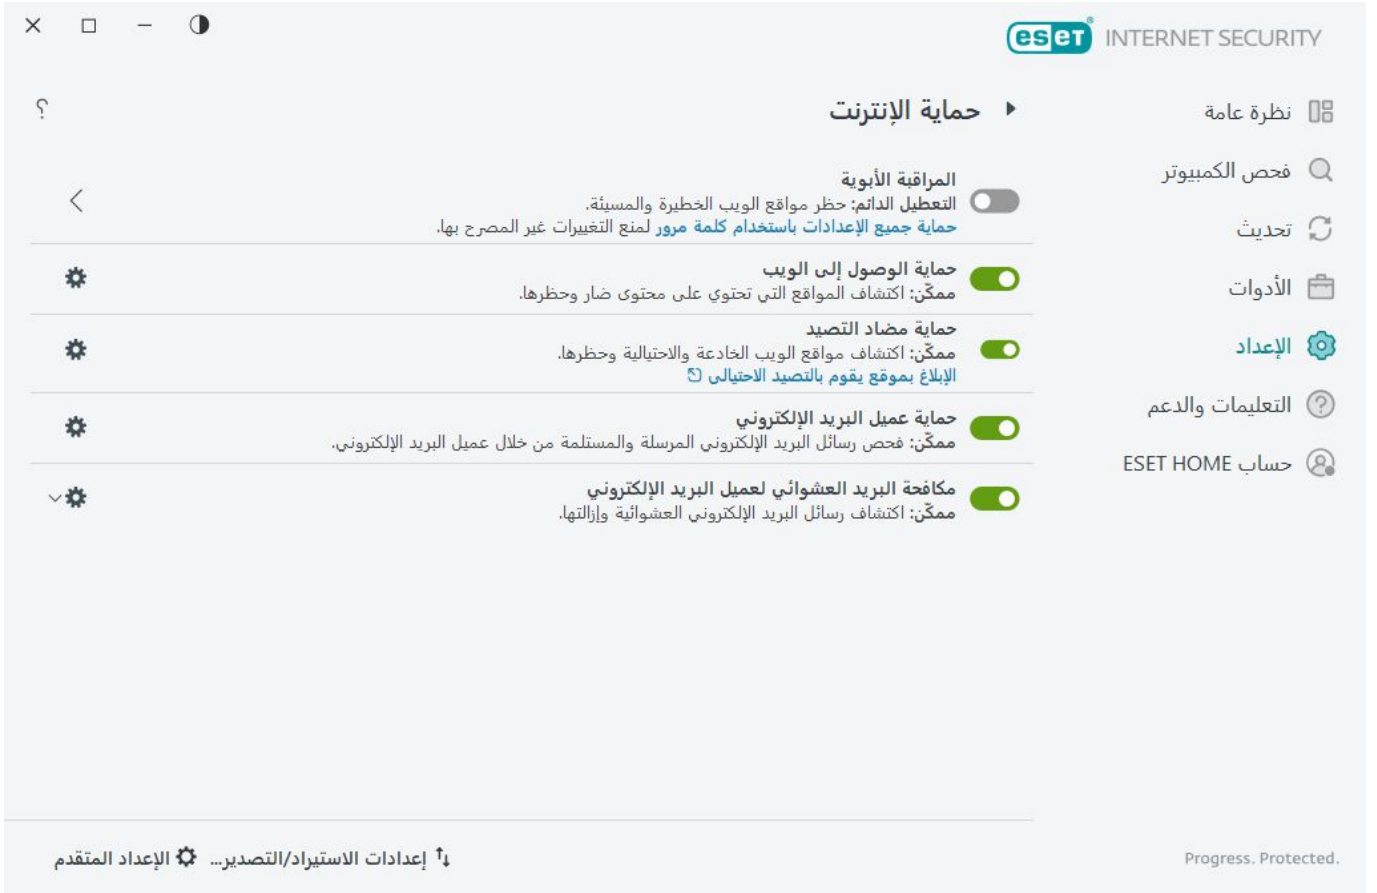 eset® INTERNET SECURITY
نظرة عامة
فحص الكمبيوتر
تحديث
الأدوات
الإعداد
التعليمات والدعم
حساب ESET HOME
حماية الإنترنت
؟
المراقبة الأبوية
التعطيل الدائم: حظر مواقع الويب الخطيرة والمسيئة.
حماية جميع الإعدادات باستخدام كلمة مرور لمنع التغييرات غير المصرح بها.
حماية الوصول إلى الويب
ممكّن: اكتشاف المواقع التي تحتوي على محتوى ضار وحظرها.
حماية مضاد التصيد
ممكّن: اكتشاف مواقع الويب الخادعة والاحتيالية وحظرها.
الإبلاغ بموقع يقوم بالتصيد الاحتيالي
حماية عميل البريد الإلكتروني
ممكّن: فحص رسائل البريد الإلكتروني المرسلة والمستلمة من خلال عميل البريد الإلكتروني.
مكافحة البريد العشوائي لعميل البريد الإلكتروني
ممكّن: اكتشاف رسائل البريد الإلكتروني العشوائية وإزالتها.
Progress. Protected.
إعدادات الاستيراد/التصدير... الإعداد المتقدم